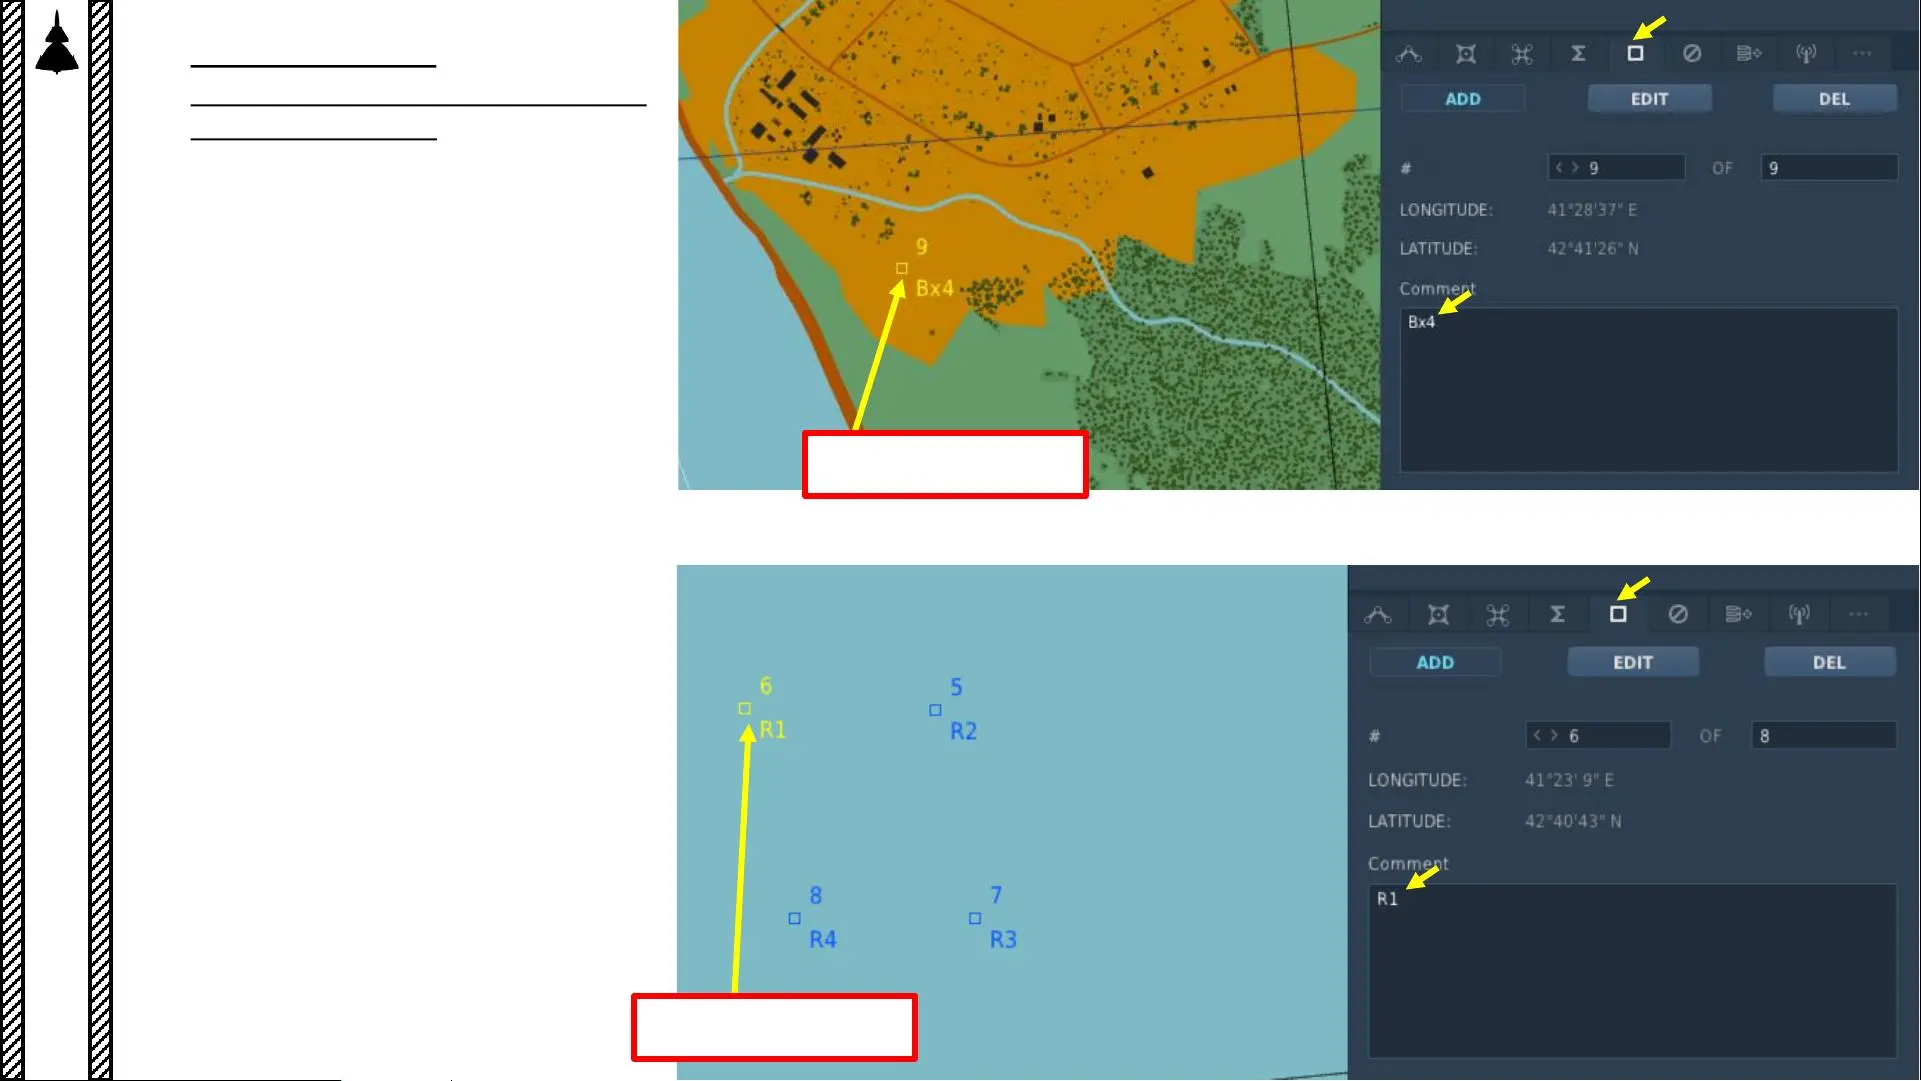 ADD EDIT DEL
# < > 9 OF 9
LONGITUDE: 41°28'37" E
LATITUDE: 42°41'26" N
Comment
Bx4
9
Bx4
ADD EDIT DEL
# < > 6 OF 8
LONGITUDE: 41°23' 9" E
LATITUDE: 42°40'43" N
Comment
R1
6
R1
5
R2
8
R4
7
R3